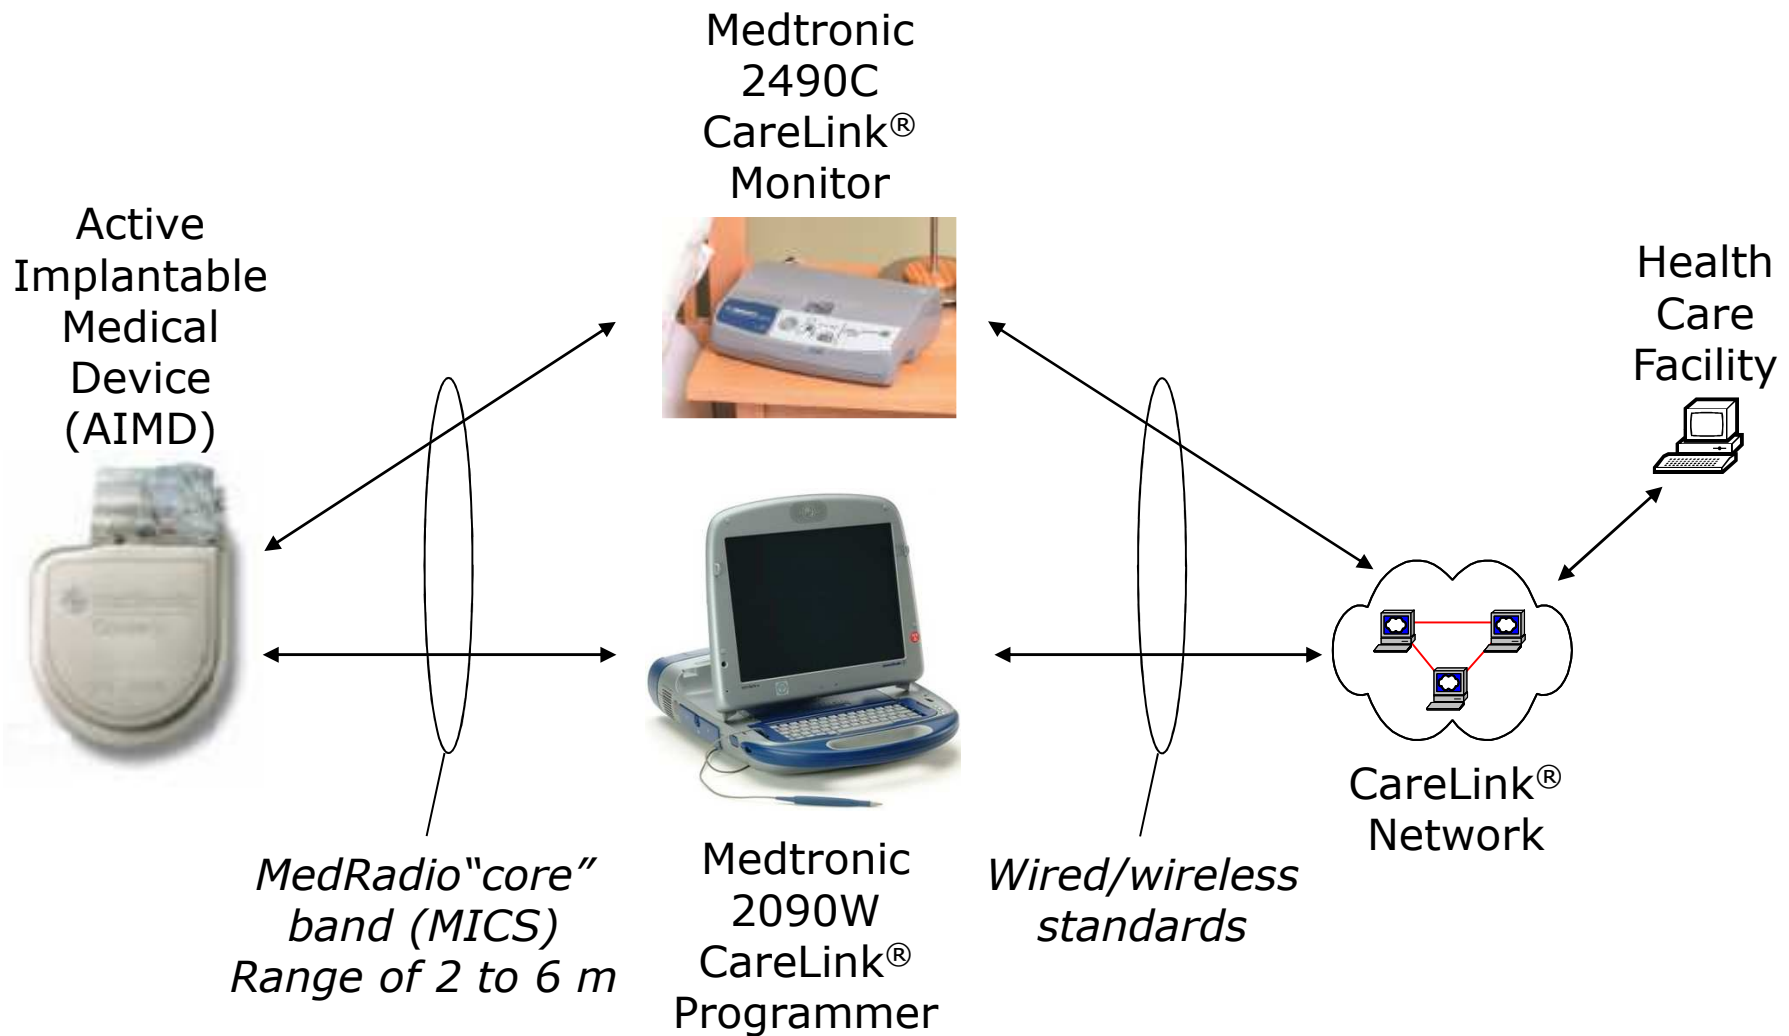 Medtronic
2490C
CareLink®
Monitor
Active
Implantable
Medical
Device
(AIMD)
Health
Care
Facility
CareLink®
Network
MedRadio“core”
band (MICS)
Range of 2 to 6 m
Medtronic
2090W
CareLink®
Programmer
Wired/wireless
standards